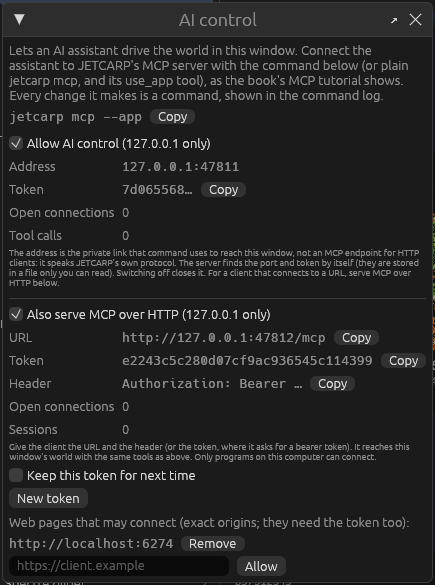 AI control
Lets an AI assistant drive the world in this window. Connect the
assistant to JETCARP's MCP server with the command below (or plain
jetcarp mcp, and its use_app tool), as the book's MCP tutorial shows.
Every change it makes is a command, shown in the command log.
jetcarp mcp --app Copy
Allow AI control (127.0.0.1 only)
Address 127.0.0.1:47811
Token 7d065568… Copy
Open connections 0
Tool calls 0
The address is the private link that command uses to reach this window, not an MCP endpoint for HTTP
clients: it speaks JETCARP's own protocol. The server finds the port and token by itself (they are stored
in a file only you can read). Switching off closes it. For a client that connects to a URL, serve MCP over
HTTP below.
Also serve MCP over HTTP (127.0.0.1 only)
URL http://127.0.0.1:47812/mcp Copy
Token e2243c5c280d07cf9ac936545c114399 Copy
Header Authorization: Bearer … Copy
Open connections 0
Sessions 0
Give the client the URL and the header (or the token, where it asks for a bearer token). It reaches this
window's world with the same tools as above. Only programs on this computer can connect.
Keep this token for next time
New token
Web pages that may connect (exact origins; they need the token too):
http://localhost:6274 Remove
https://client.example Allow